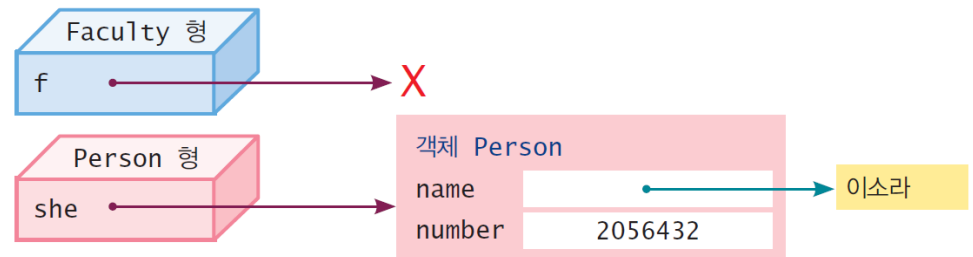 Faculty 형
f
X
Person 형
she
객체 Person
name
이소라
number 2056432